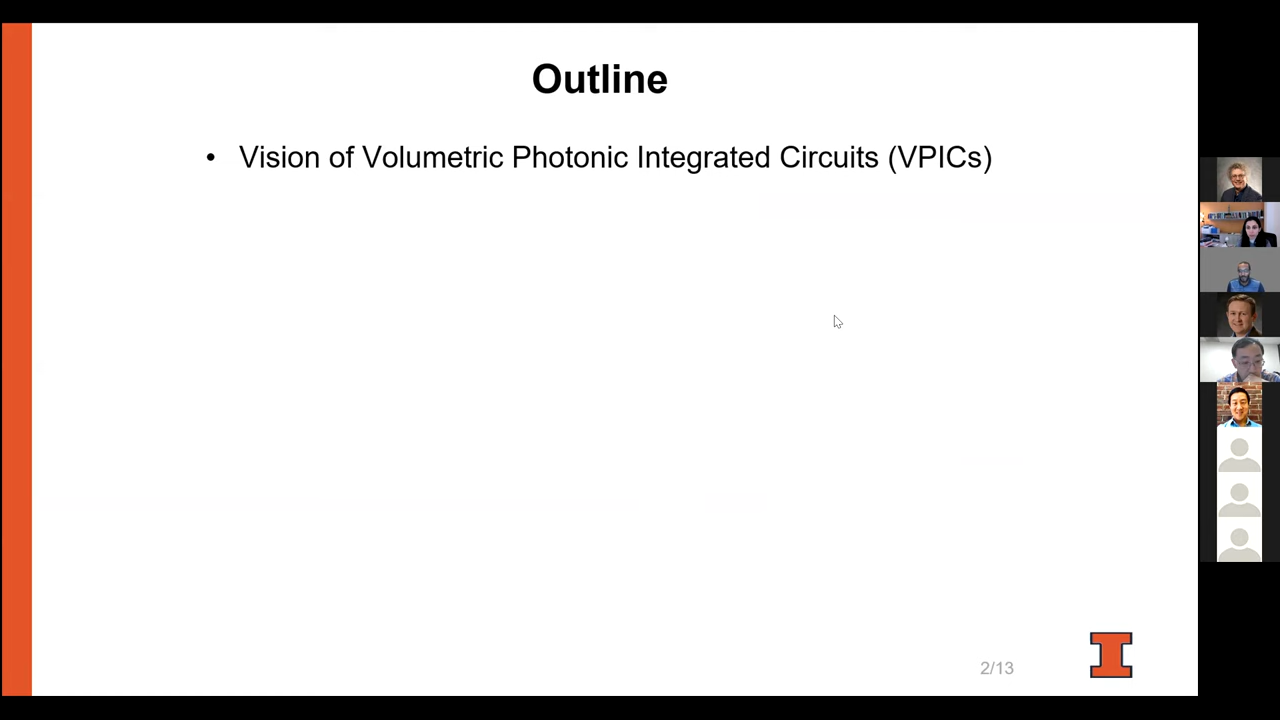 Outline
• Vision of Volumetric Photonic Integrated Circuits (VPICs)
2/13